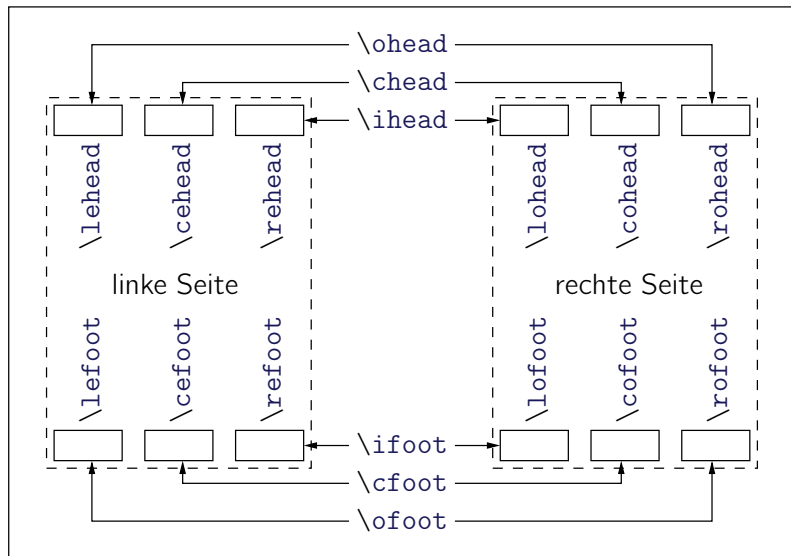 \ohead
\chead
\ihead
\lehead \cehead \rehead \lohead \cohead \rohead
linke Seite rechte Seite
\lefoot \cefoot \refoot \lofoot \cofoot \rofoot
\ifoot
\cfoot
\ofoot